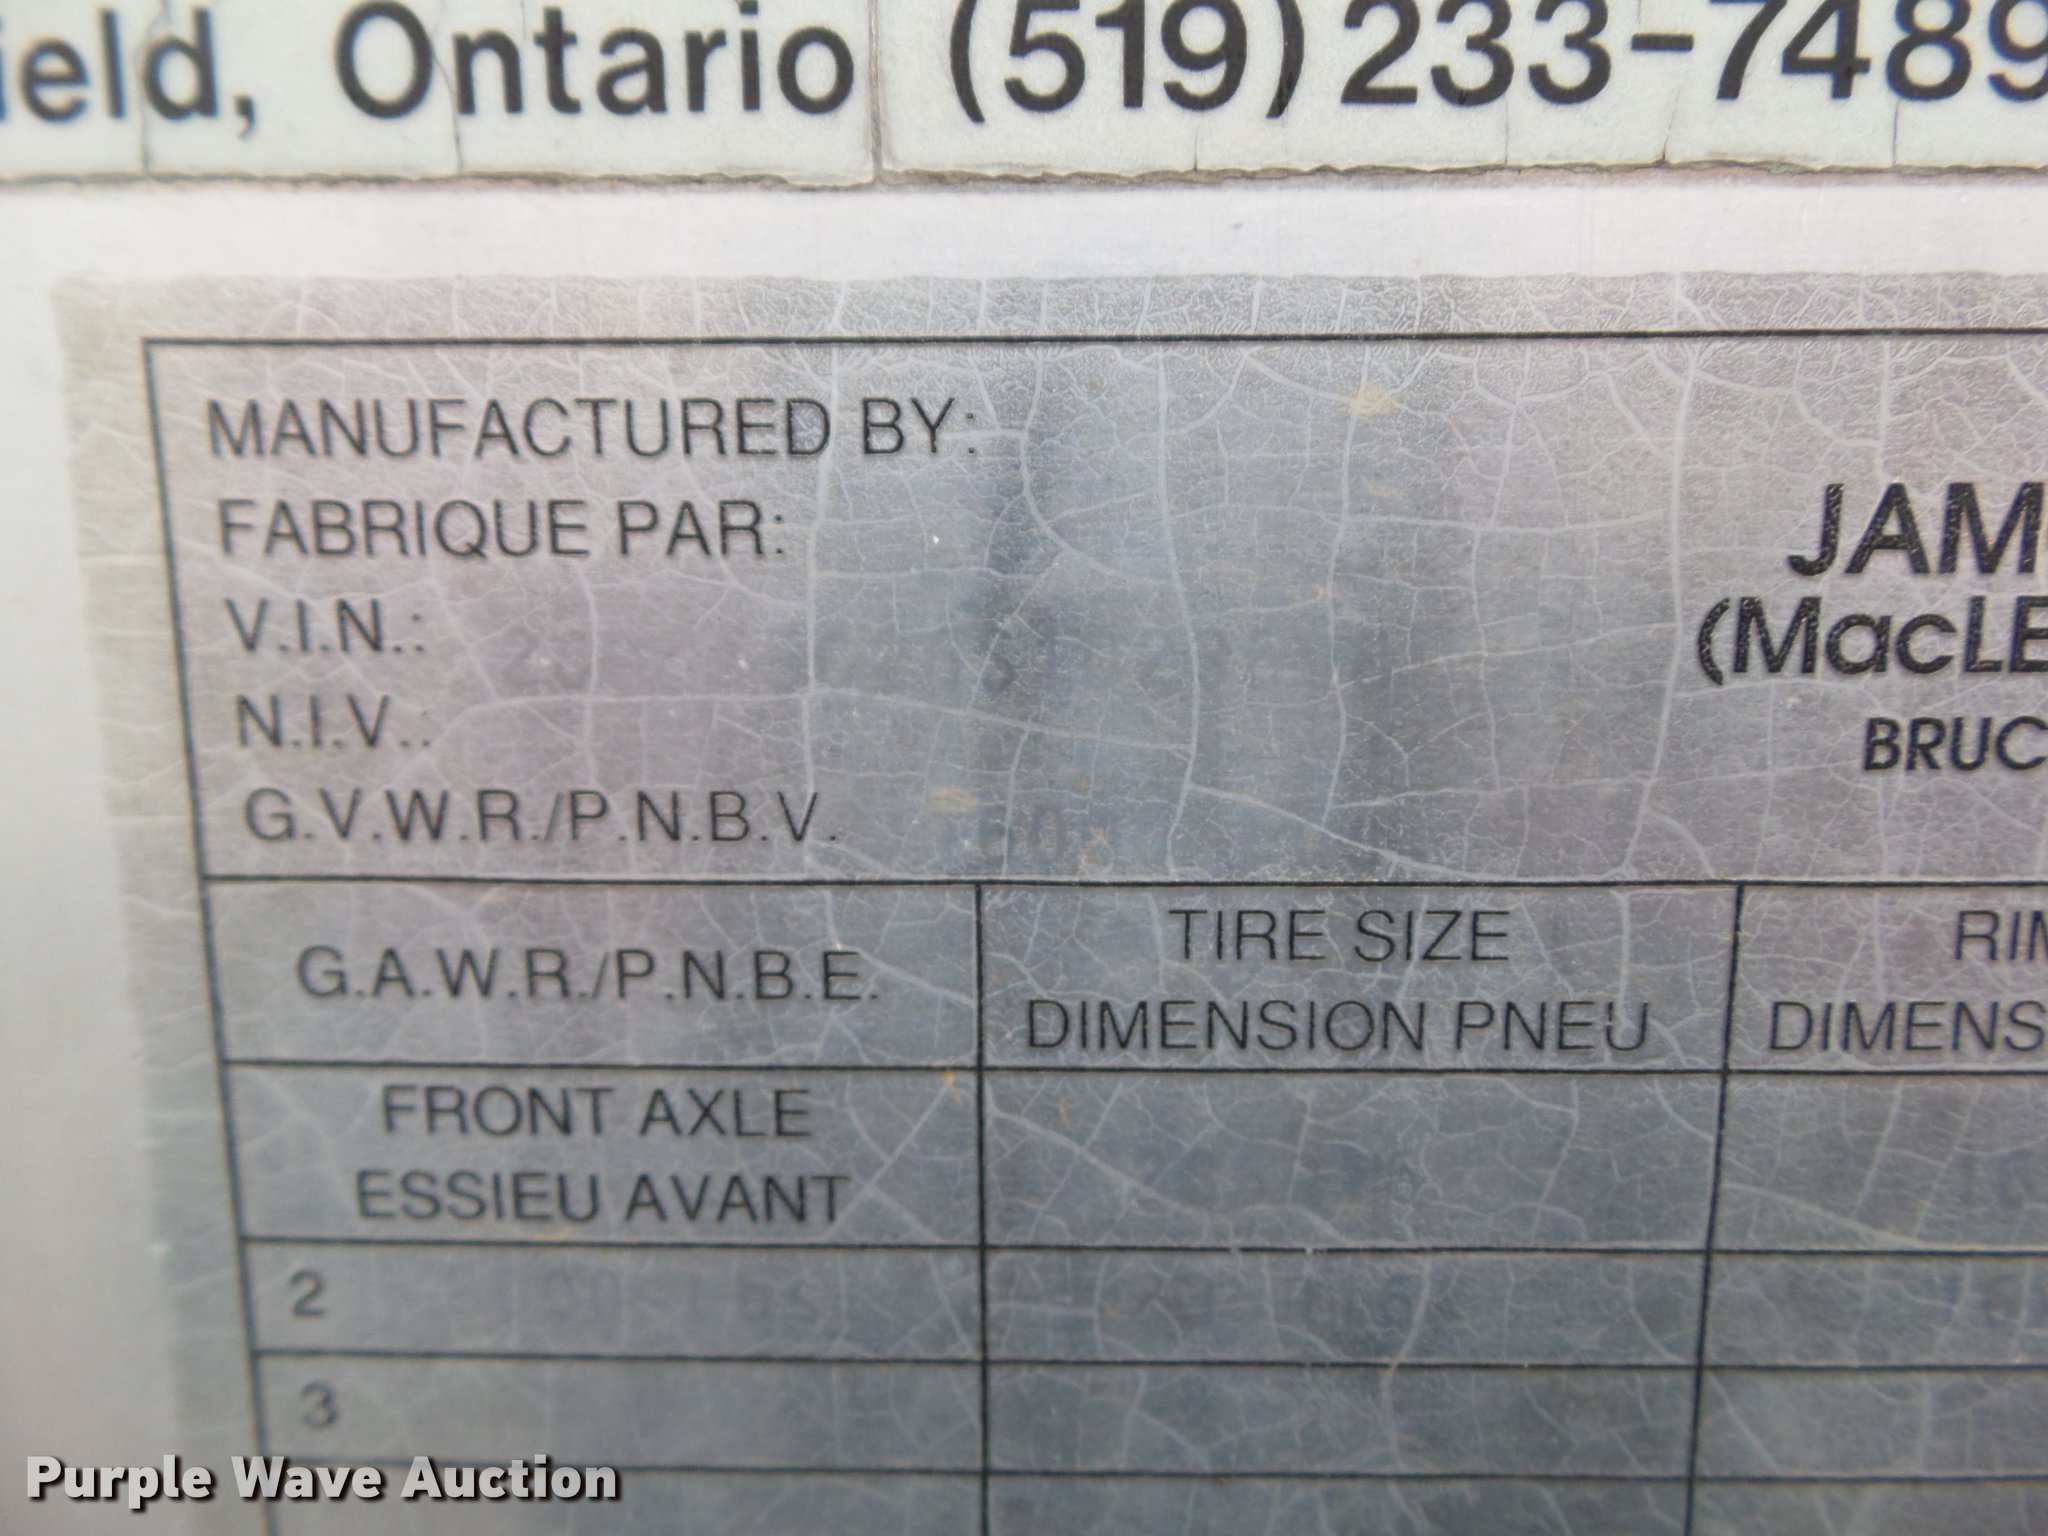 ield, Ontario (519) 233-7489
MANUFACTURED BY:
FABRIQUE PAR:
JAM
V.I.N.:
(MacLE
N.I.V.:
BRUC
G.V.W.R./P.N.B.V.
G.A.W.R./P.N.B.E.
TIRE SIZE
DIMENSION PNEU
RIM
DIMENS
FRONT AXLE
ESSIEU AVANT
2
3
Purple Wave Auction